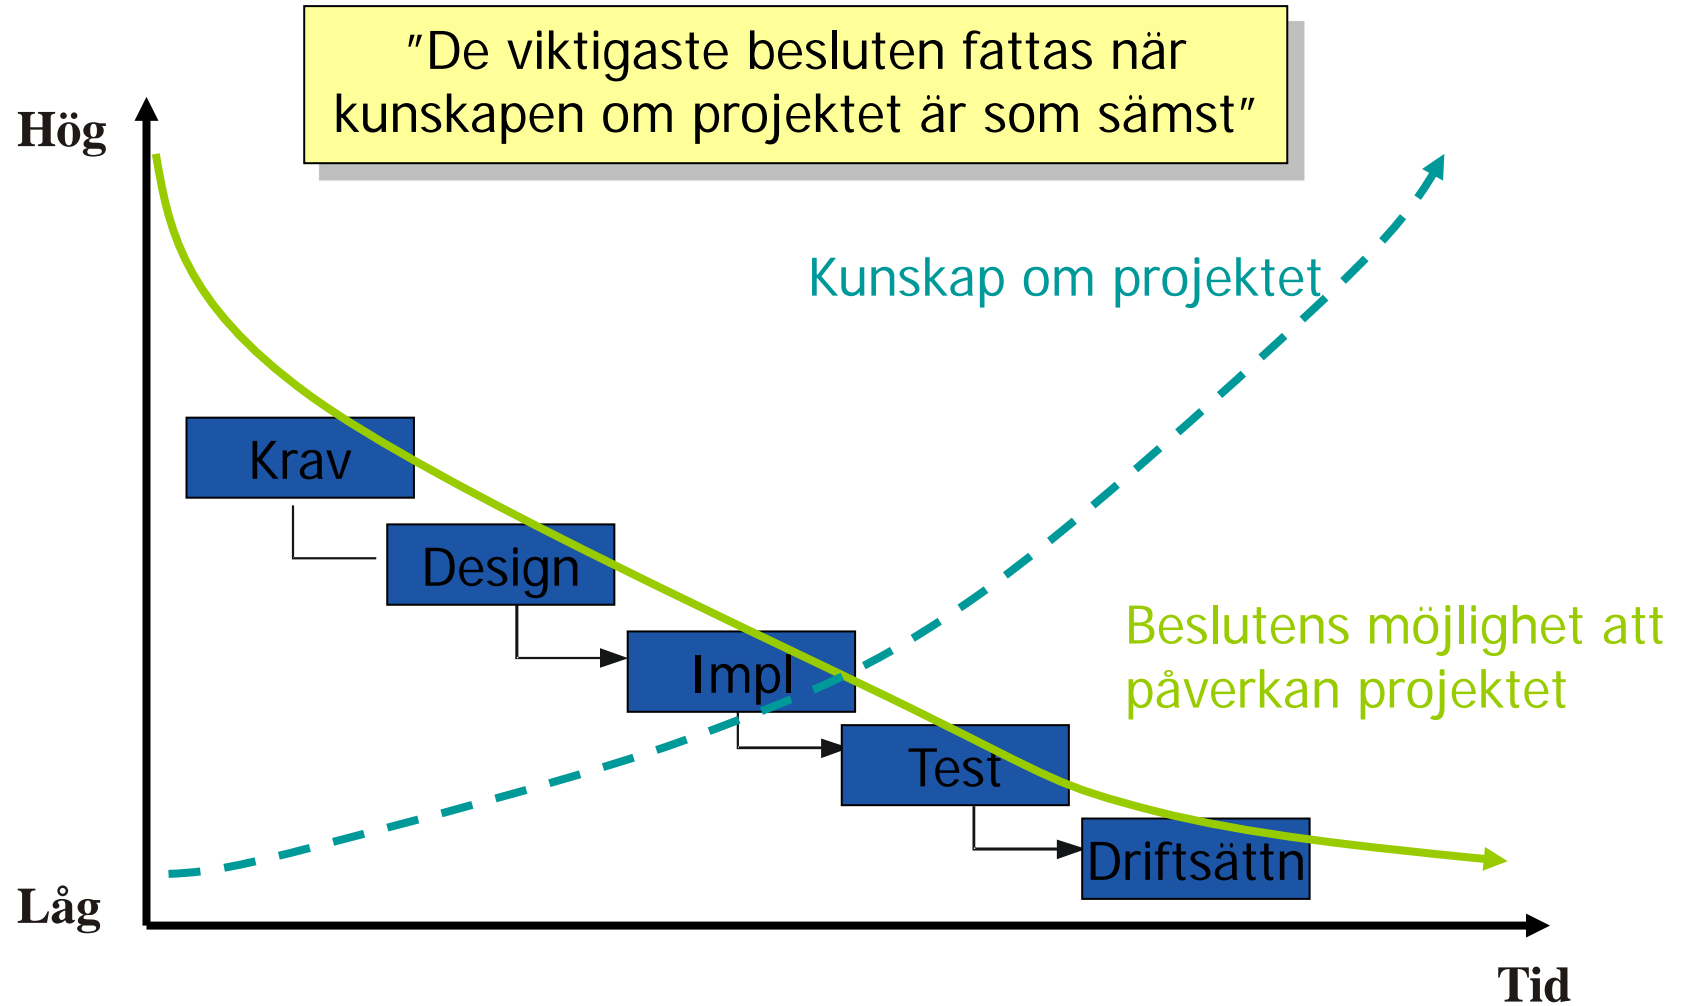 ”De viktigaste besluten fattas när
kunskapen om projektet är som sämst”
Hög
Kunskap om projektet
Krav
Design
Beslutens möjlighet att
påverkan projektet
Impl
Test
Driftsättn
Låg
Tid